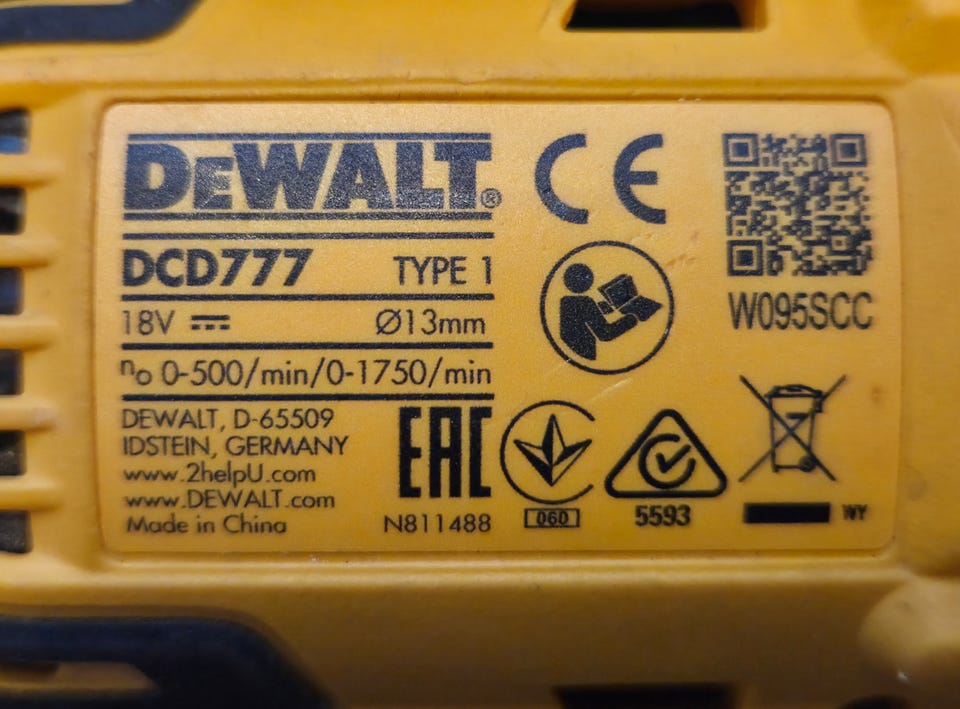 DEWALT®
DCD777 TYPE 1
18V ⎓ Ø13mm
n₀ 0-500/min/0-1750/min
DEWALT, D-65509
IDSTEIN, GERMANY
www.2helpU.com
www.DEWALT.com
Made in China
N811488
CE
W095SCC
EAC
060
5593
WY